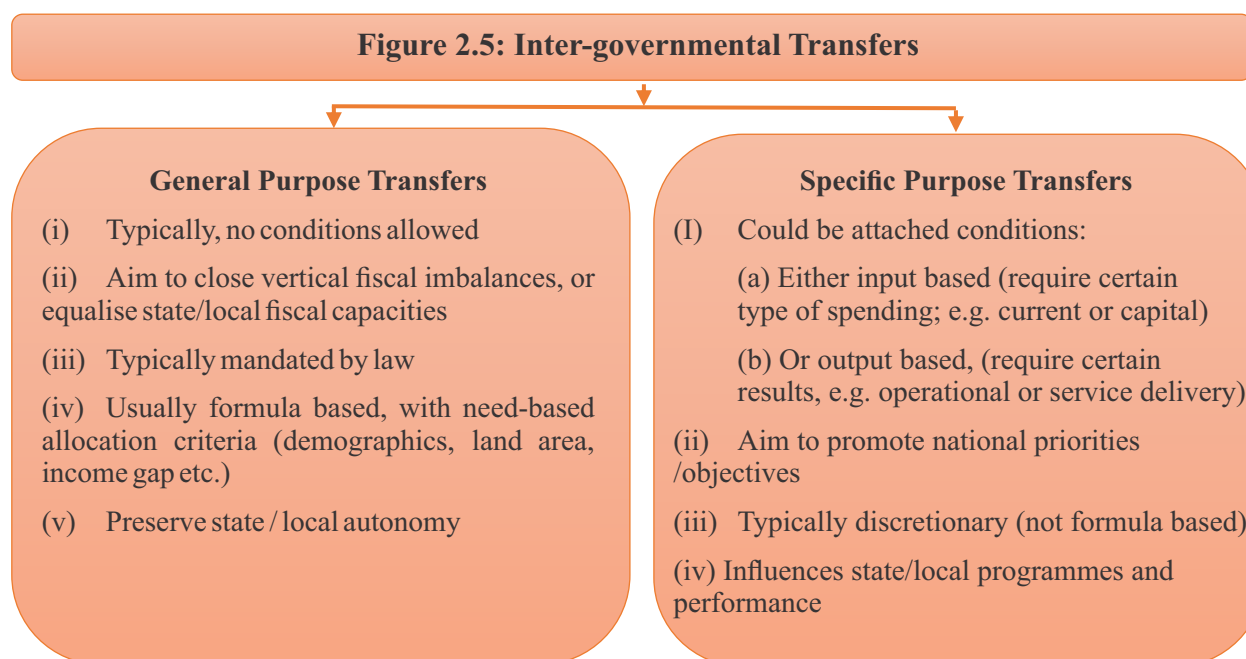 Figure 2.5: Inter-governmental Transfers
General Purpose Transfers
(i) Typically, no conditions allowed
(ii) Aim to close vertical fiscal imbalances, or
equalise state/local fiscal capacities
(iii) Typically mandated by law
(iv) Usually formula based, with need-based
allocation criteria (demographics, land area,
income gap etc.)
(v) Preserve state / local autonomy
Specific Purpose Transfers
(I) Could be attached conditions:
(a) Either input based (require certain
type of spending; e.g. current or capital)
(b) Or output based, (require certain
results, e.g. operational or service delivery)
(ii) Aim to promote national priorities
/objectives
(iii) Typically discretionary (not formula based)
(iv) Influences state/local programmes and
performance